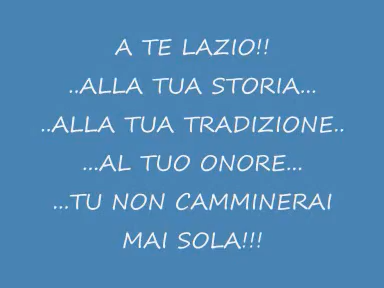 A TE LAZIO!!
..ALLA TUA STORIA...
..ALLA TUA TRADIZIONE..
...AL TUO ONORE...
...TU NON CAMMINERAI
MAI SOLA!!!